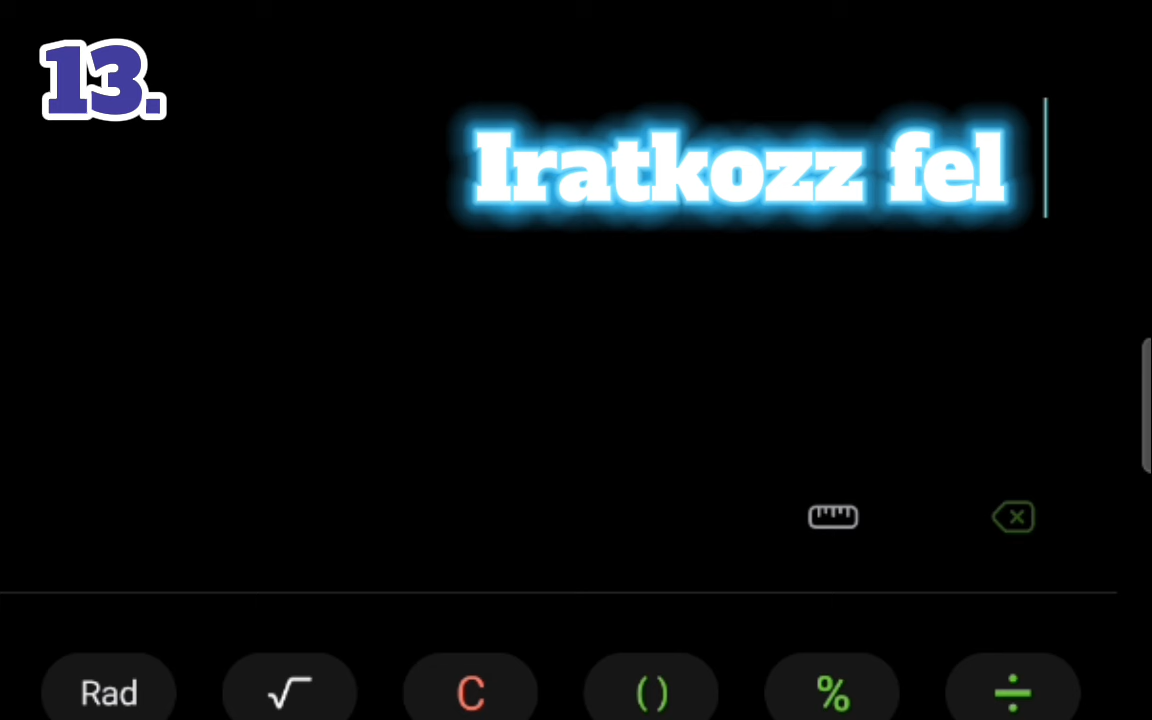 13.
Iratkozz fel
Rad √ C () % ÷